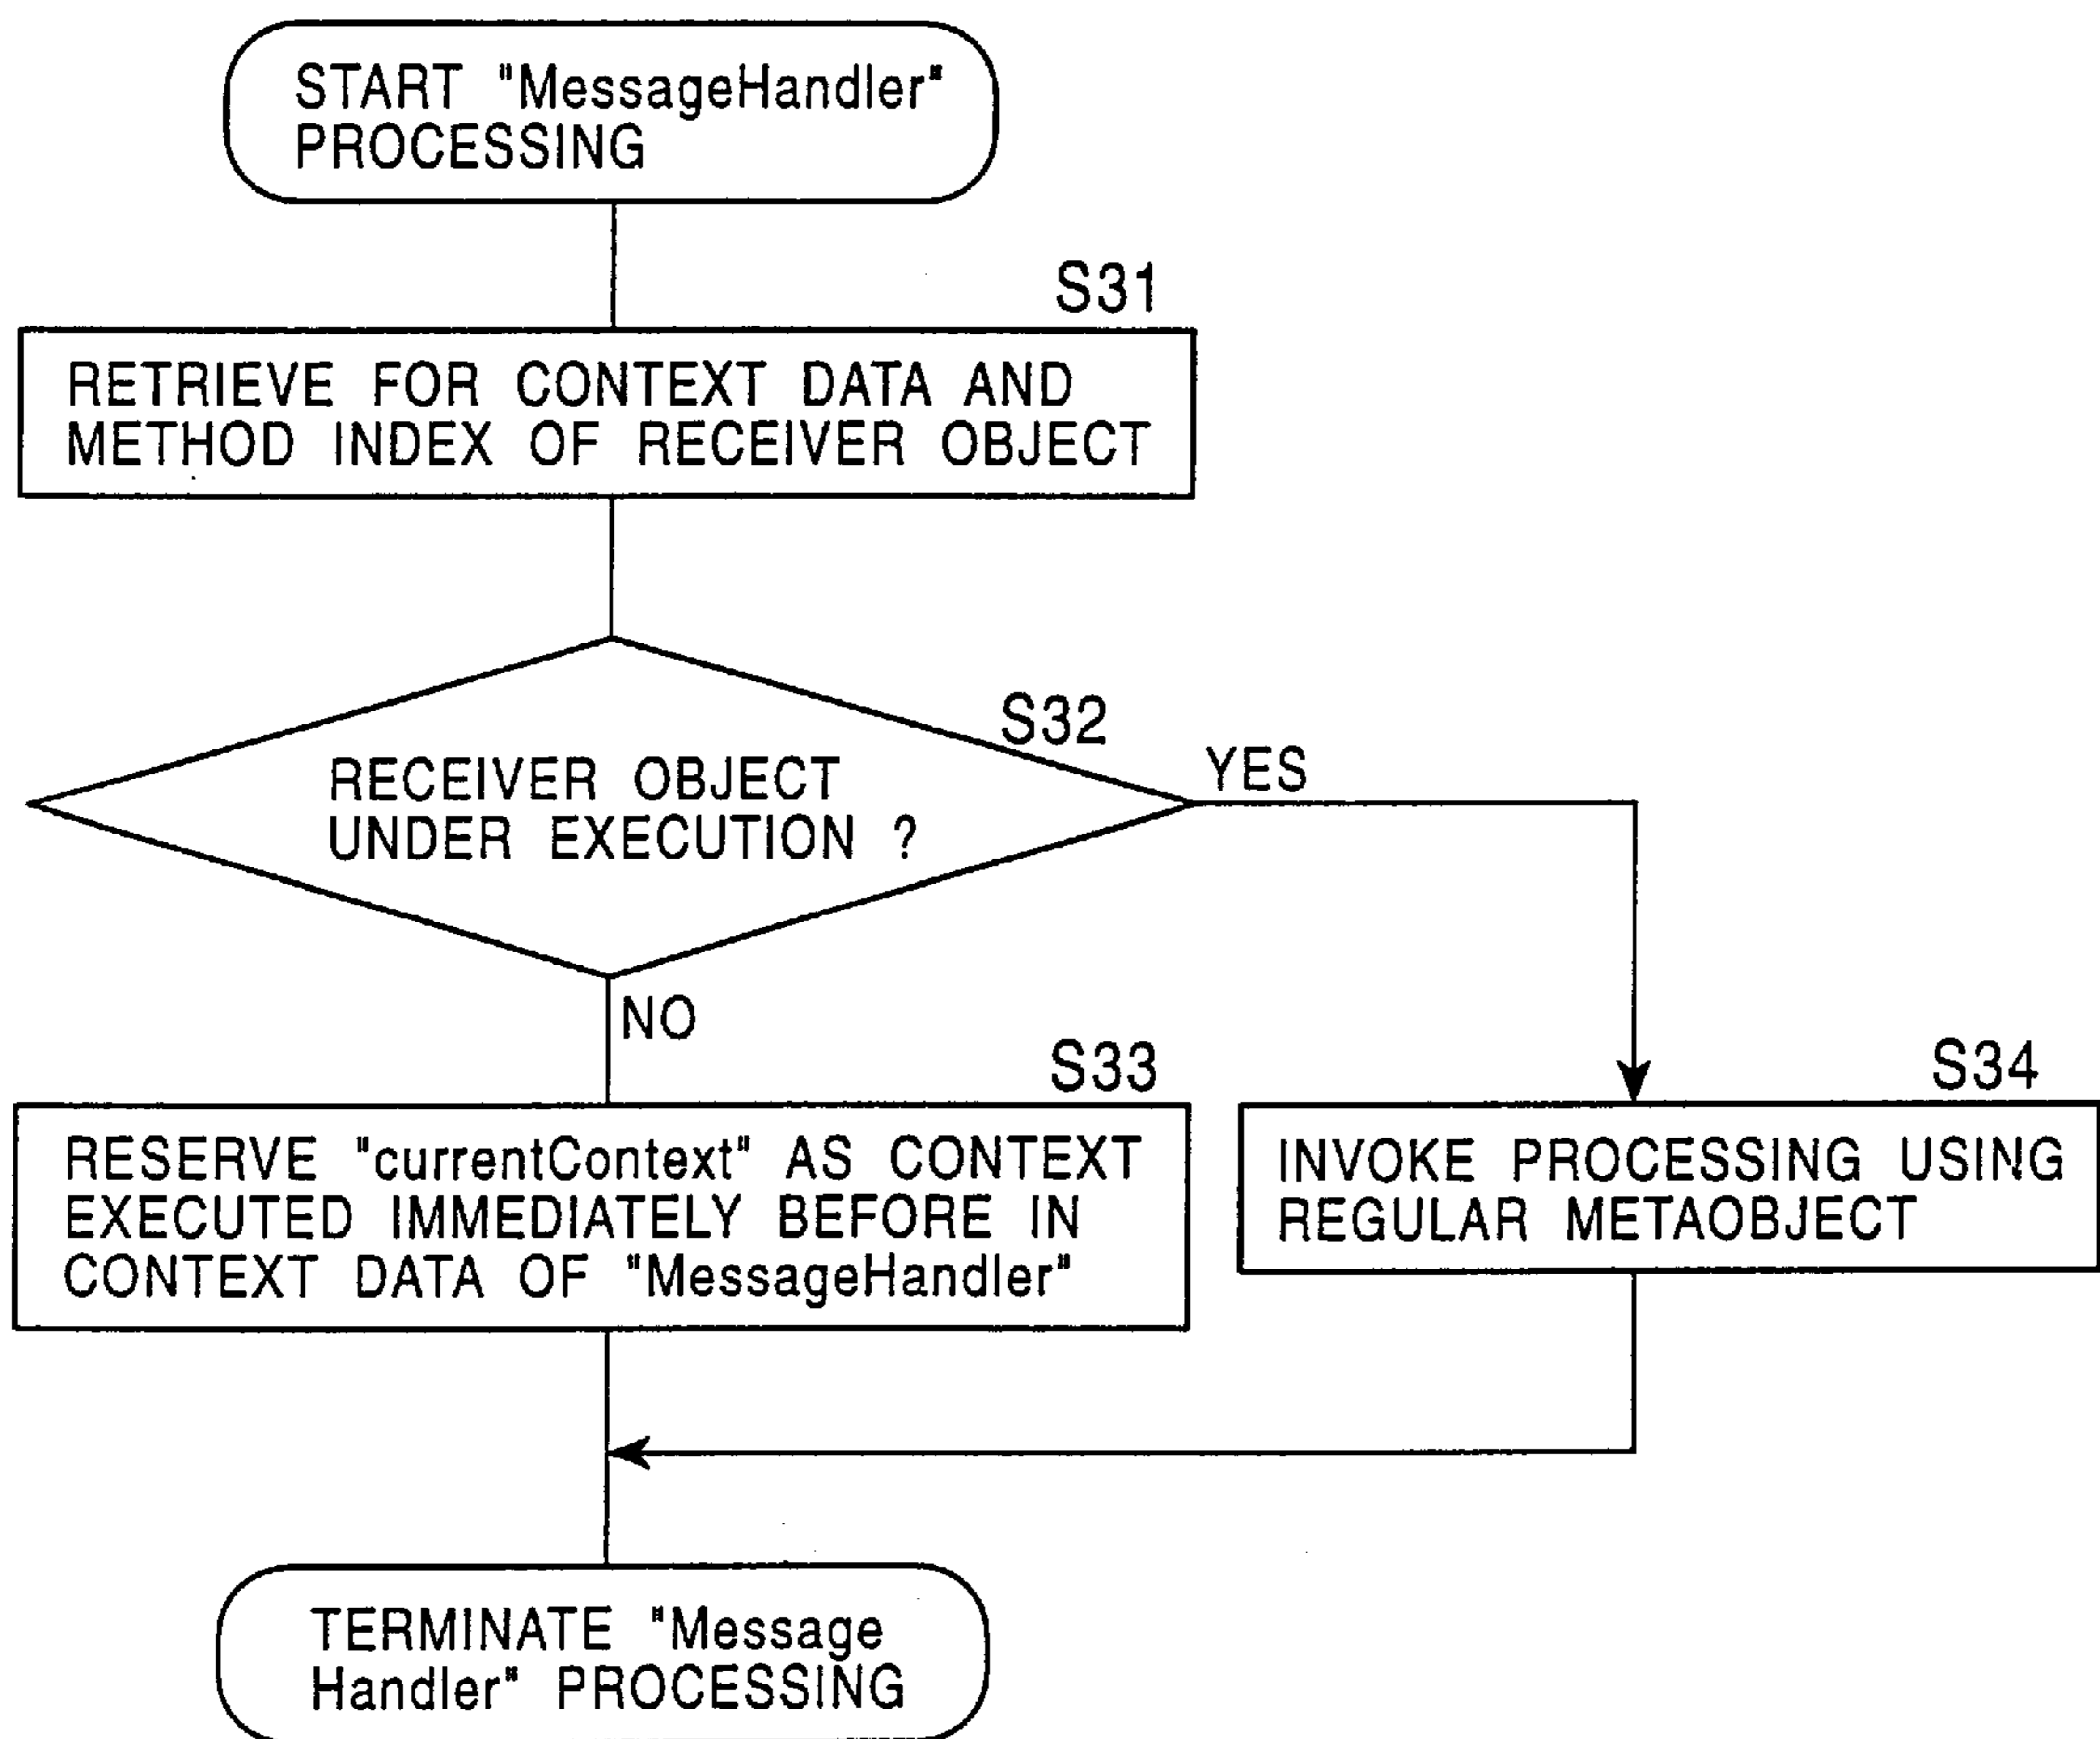 START "MessageHandler"
PROCESSING
S31
RETRIEVE FOR CONTEXT DATA AND
METHOD INDEX OF RECEIVER OBJECT
S32
RECEIVER OBJECT
UNDER EXECUTION ?
YES
NO
S33
RESERVE "currentContext" AS CONTEXT
EXECUTED IMMEDIATELY BEFORE IN
CONTEXT DATA OF "MessageHandler"
S34
INVOKE PROCESSING USING
REGULAR METAOBJECT
TERMINATE "Message
Handler" PROCESSING